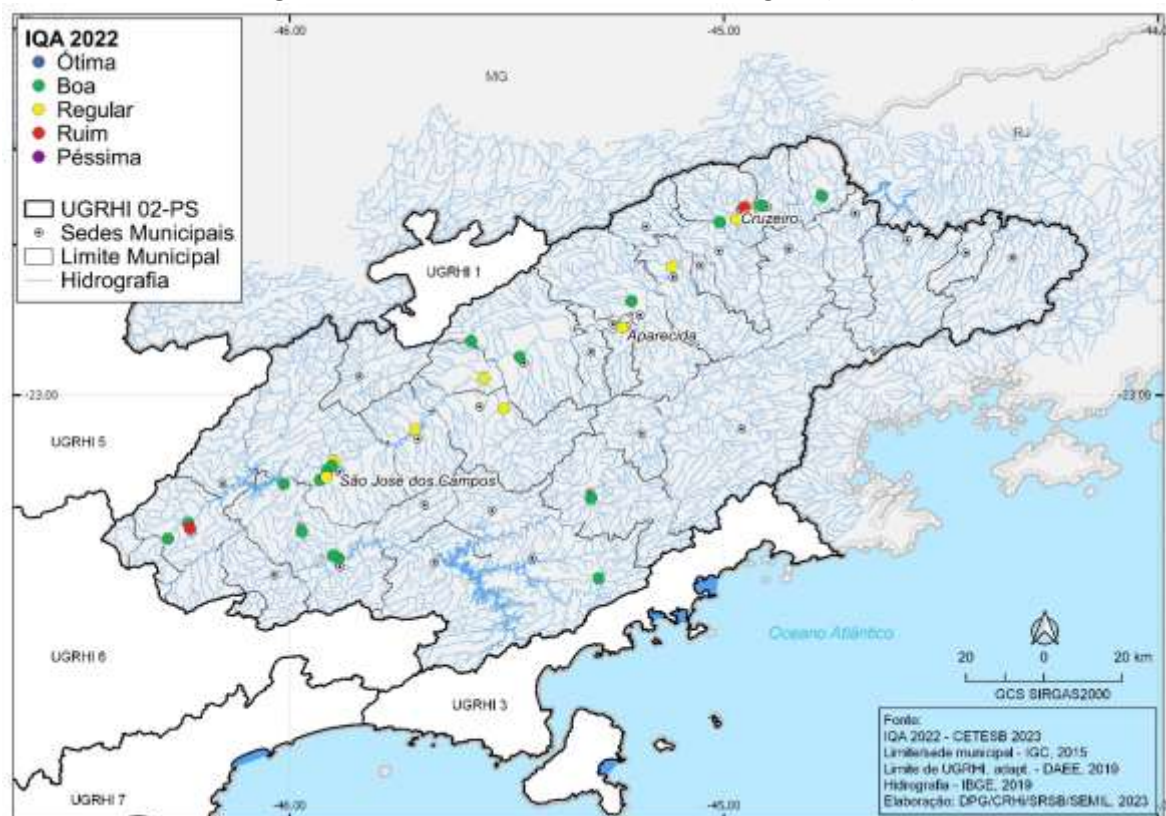 IQA 2022
Ótima
Boa
Regular
Ruim
Péssima
UGRHI 02-PS
Sedes Municipais
Limite Municipal
Hidrografia
-46.00
-45.00
-44.0
MG
RJ
Cruzeiro
UGRHI 1
Aparecida
-23.00
-23.00
UGRHI 5
São José dos Campos
UGRHI 6
Oceano Atlântico
20 0 20 km
GCS SIRGAS2000
UGRHI 3
UGRHI 7
Fonte:
IQA 2022 - CETESB 2023
Limite/sede municipal - IGC, 2015
Limite de UGRHI, adapt. - DAEE, 2019
Hidrografia - IBGE, 2019
Elaboração: DPG/CRHi/SRSB/SEMIL, 2023
-46.00
-45.00